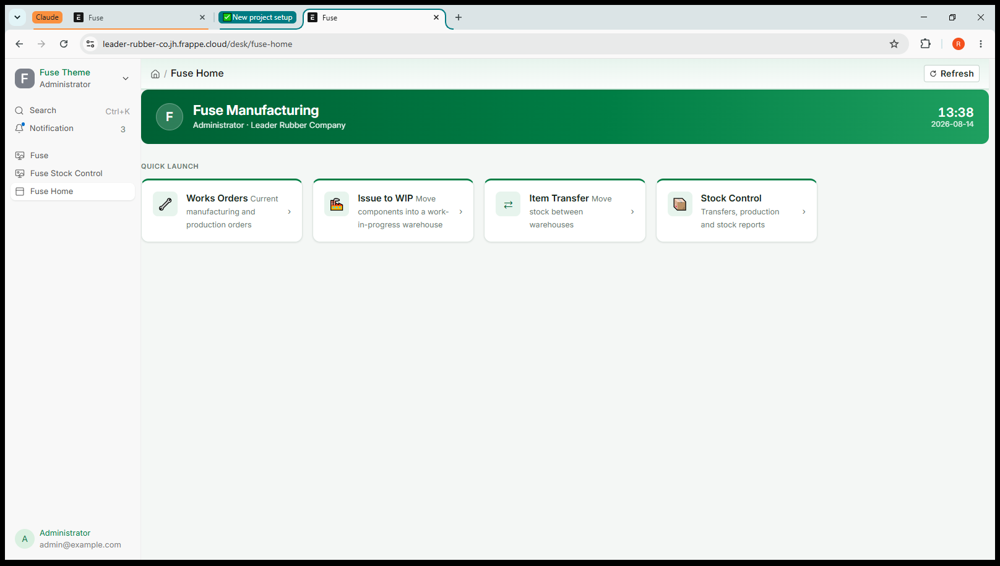 Claude
Fuse
New project setup
Fuse
leader-rubber-co.jh.frappe.cloud/desk/fuse-home
R
F
Fuse Theme
Administrator
/ Fuse Home
Refresh
Search
Ctrl+K
Notification
3
Fuse
Fuse Stock Control
Fuse Home
F
Fuse Manufacturing
Administrator · Leader Rubber Company
13:38
2026-08-14
QUICK LAUNCH
Works Orders Current
manufacturing and
production orders
Issue to WIP Move
components into a work-
in-progress warehouse
Item Transfer Move
stock between
warehouses
Stock Control
Transfers, production
and stock reports
A
Administrator
admin@example.com